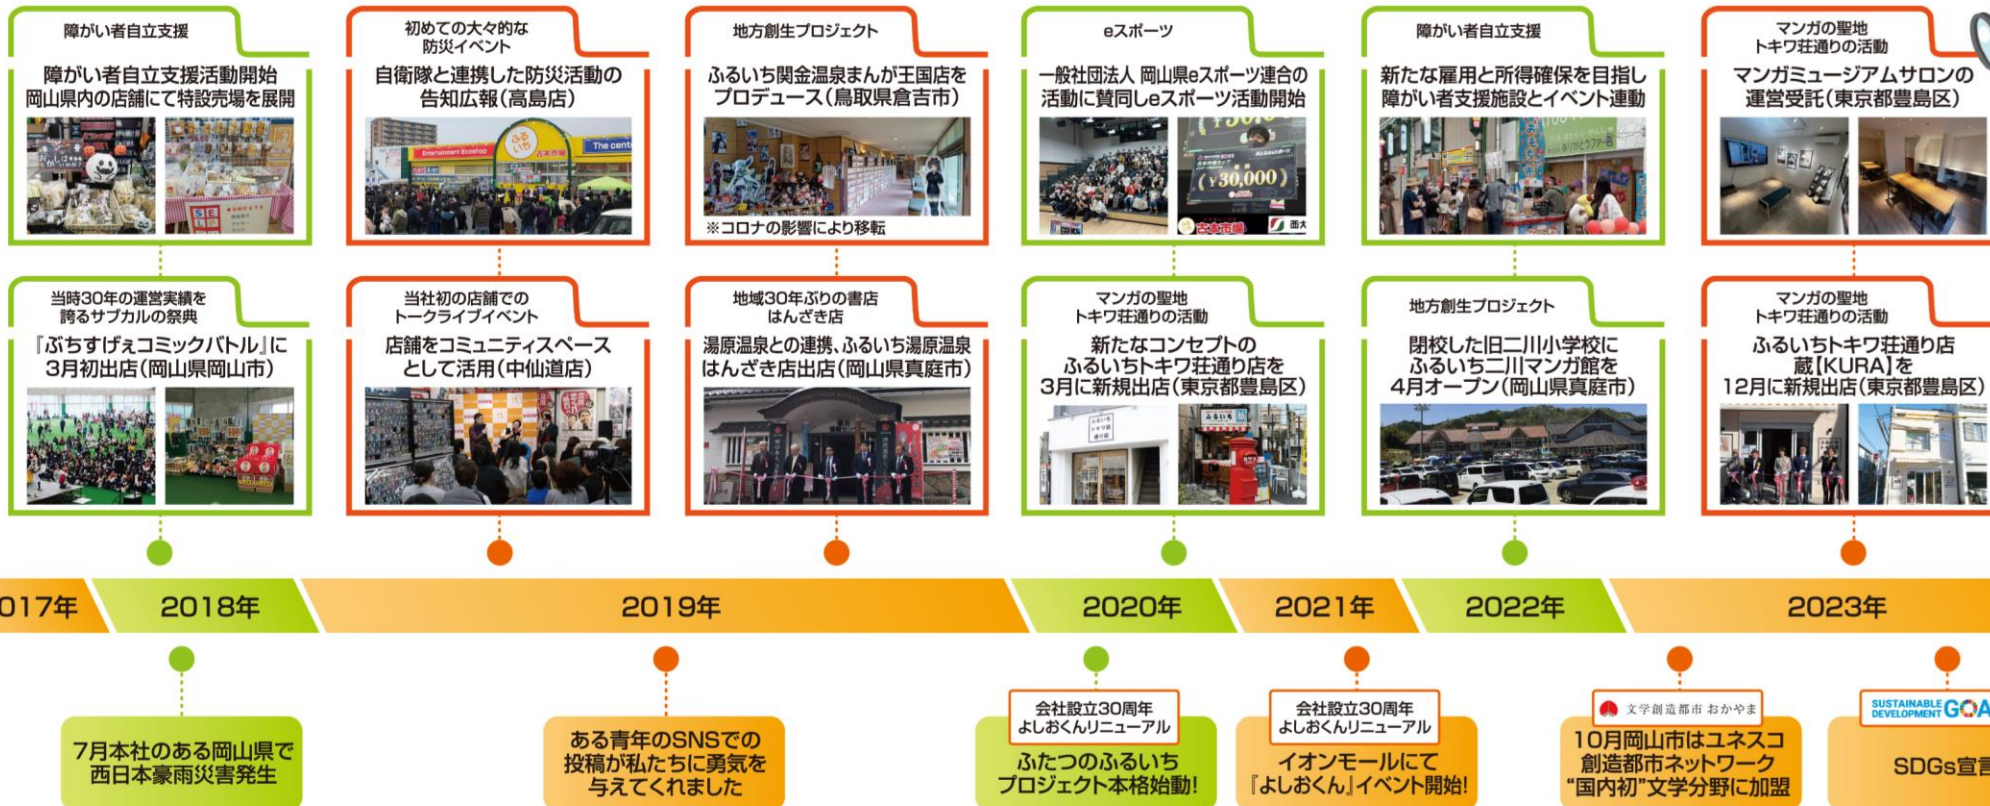 障がい者自立支援
障がい者自立支援活動開始
岡山県内の店舗にて特設売場を展開
初めての大々的な
防災イベント
自衛隊と連携した防災活動の
告知広報(高島店)
Entertainment Ecoshop
ふるいち
古本市場
The cent
地方創生プロジェクト
ふるいち関金温泉まんが王国店を
プロデュース(鳥取県倉吉市)
※コロナの影響により移転
eスポーツ
一般社団法人 岡山県eスポーツ連合の
活動に賛同しeスポーツ活動開始
(¥30,000)
古本市場
障がい者自立支援
新たな雇用と所得確保を目指し
障がい者支援施設とイベント連動
マンガの聖地
トキワ荘通りの活動
マンガミュージアムサロンの
運営受託(東京都豊島区)
当時30年の運営実績を
誇るサブカルの祭典
『ぶちすげぇコミックバトル』に
3月初出店(岡山県岡山市)
当社初の店舗での
トークライブイベント
店舗をコミュニティスペース
として活用(中仙道店)
地域30年ぶりの書店
はんざき店
湯原温泉との連携、ふるいち湯原温泉
はんざき店出店(岡山県真庭市)
マンガの聖地
トキワ荘通りの活動
新たなコンセプトの
ふるいちトキワ荘通り店を
3月に新規出店(東京都豊島区)
ふるいち
トキワ荘
通り店
ふるいち
地方創生プロジェクト
閉校した旧二川小学校に
ふるいち二川マンガ館を
4月オープン(岡山県真庭市)
マンガの聖地
トキワ荘通りの活動
ふるいちトキワ荘通り店
蔵【KURA】を
12月に新規出店(東京都豊島区)
017年
2018年
2019年
2020年
2021年
2022年
2023年
7月本社のある岡山県で
西日本豪雨災害発生
ある青年のSNSでの
投稿が私たちに勇気を
与えてくれました
会社設立30周年
よしおくんリニューアル
ふたつのふるいち
プロジェクト本格始動!
会社設立30周年
よしおくんリニューアル
イオンモールにて
『よしおくん』イベント開始!
文学創造都市 おかやま
10月岡山市はユネスコ
創造都市ネットワーク
“国内初”文学分野に加盟
SUSTAINABLE
DEVELOPMENT GOA
SDGs宣言